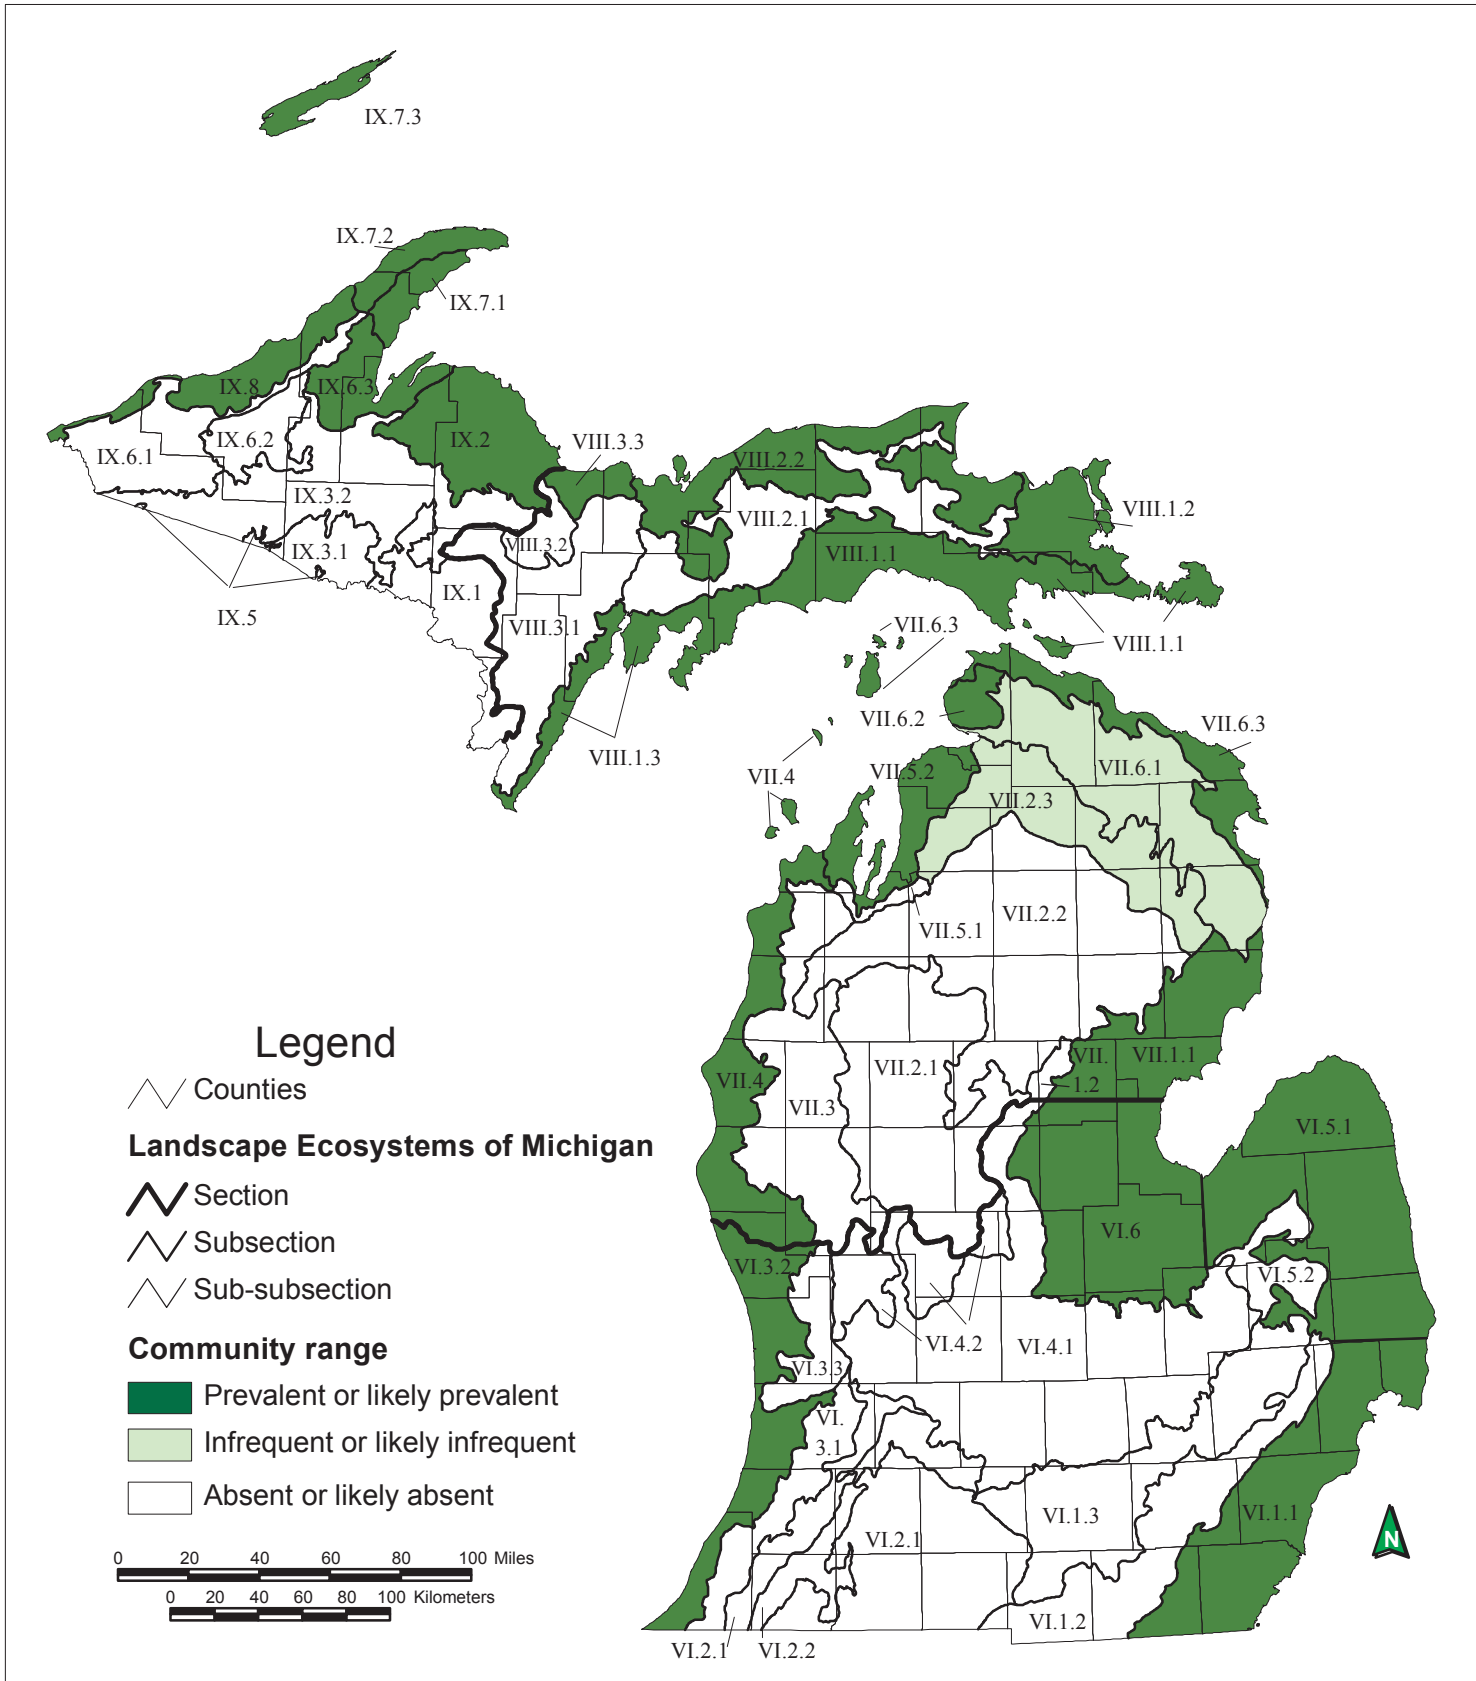 IX.7.3
IX.7.2
IX.7.1
IX.8
IX.6.3
IX.6.2
IX.6.1
IX.2
VIII.3.3
VIII.2.2
IX.3.2
VIII.2.1
VIII.1.2
IX.3.1
VIII.3.2
VIII.1.1
IX.1
IX.5
VIII.3.1
VII.6.3
VIII.1.1
VII.6.2
VII.6.3
VIII.1.3
VII.4
VII.5.2
VII.6.1
VII.2.3
VII.5.1
VII.2.2
VII.4
VII.3
VII.2.1
VII.
1.2
VII.1.1
VI.5.1
VI.6
VI.3.2
VI.5.2
VI.4.2
VI.4.1
VI.3.3
VI.
3.1
VI.1.3
VI.1.1
VI.2.1
VI.1.2
VI.2.1
VI.2.2
Legend
Counties
Landscape Ecosystems of Michigan
Section
Subsection
Sub-subsection
Community range
Prevalent or likely prevalent
Infrequent or likely infrequent
Absent or likely absent
0 20 40 60 80 100 Miles
0 20 40 60 80 100 Kilometers
N